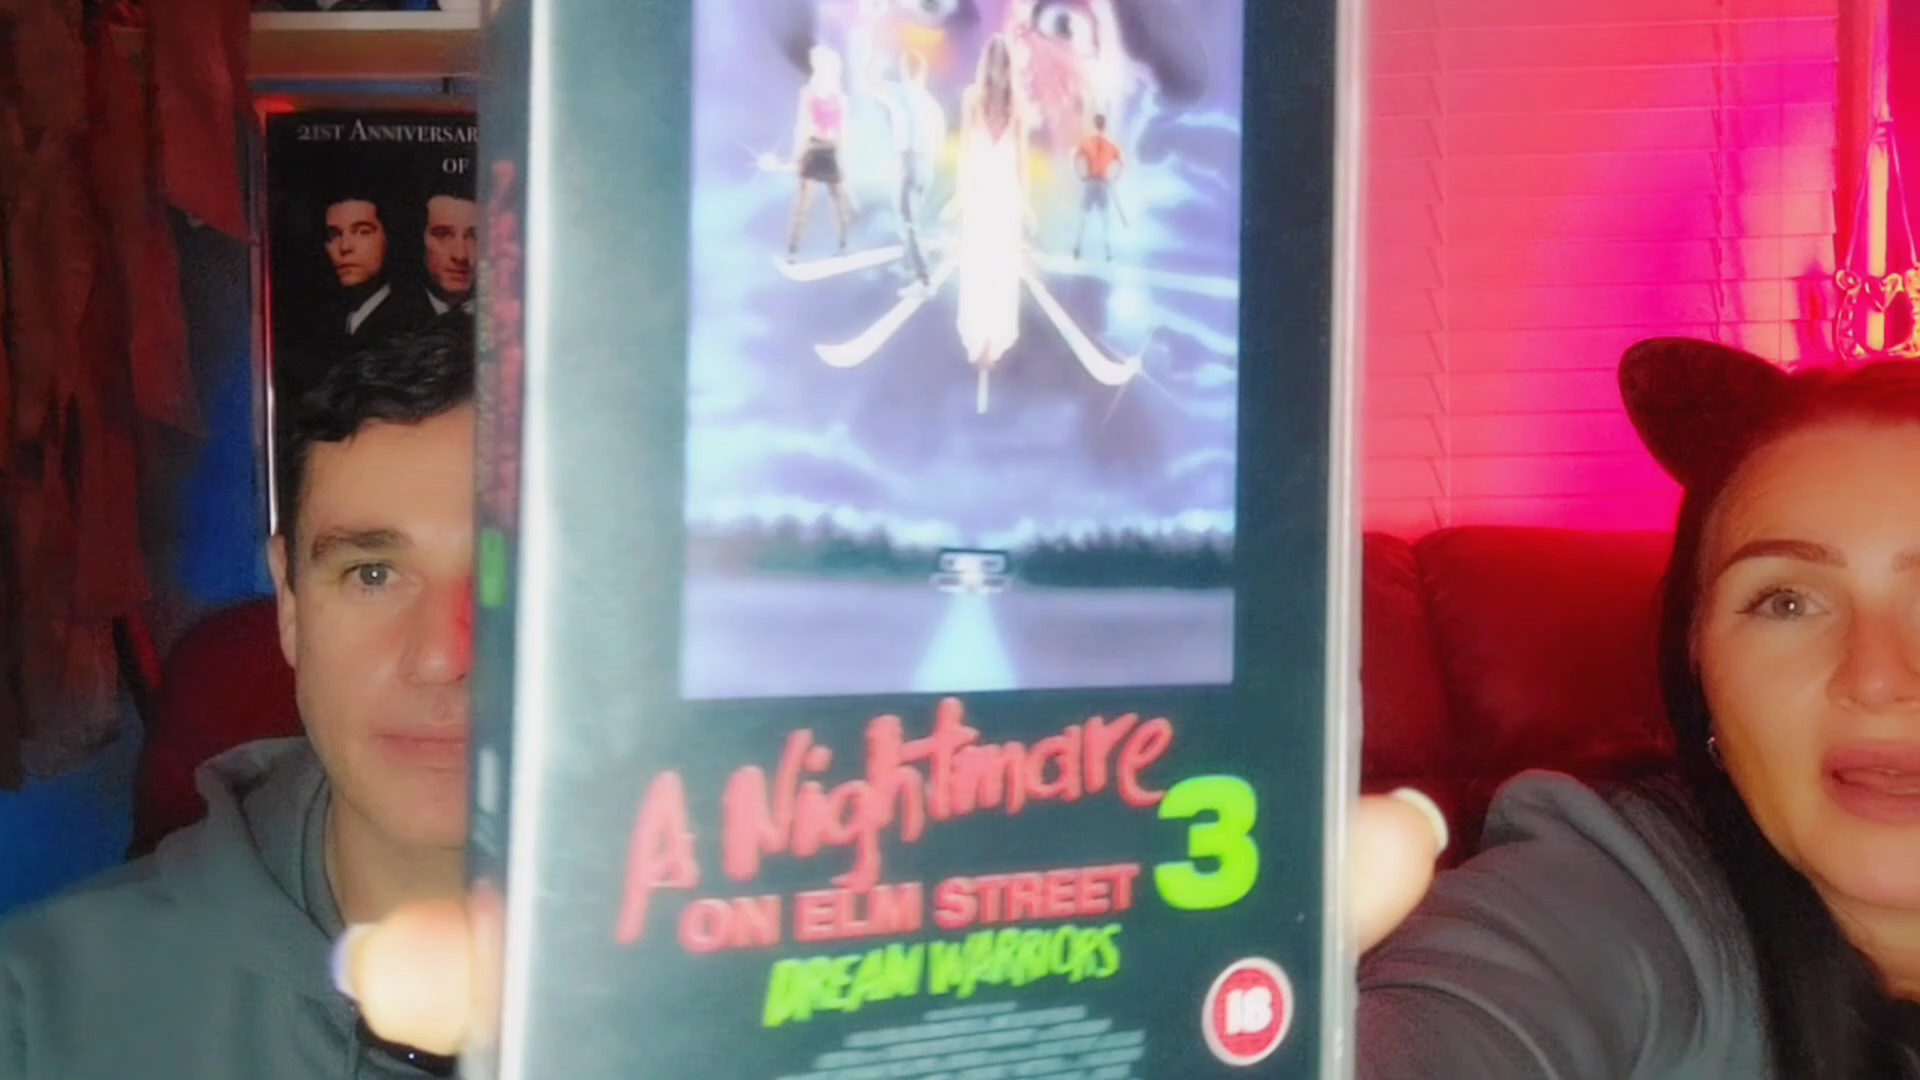 21ST ANNIVERSAR
OF
A Nightmare
3
ON ELM STREET
DREAM WARRIORS
18